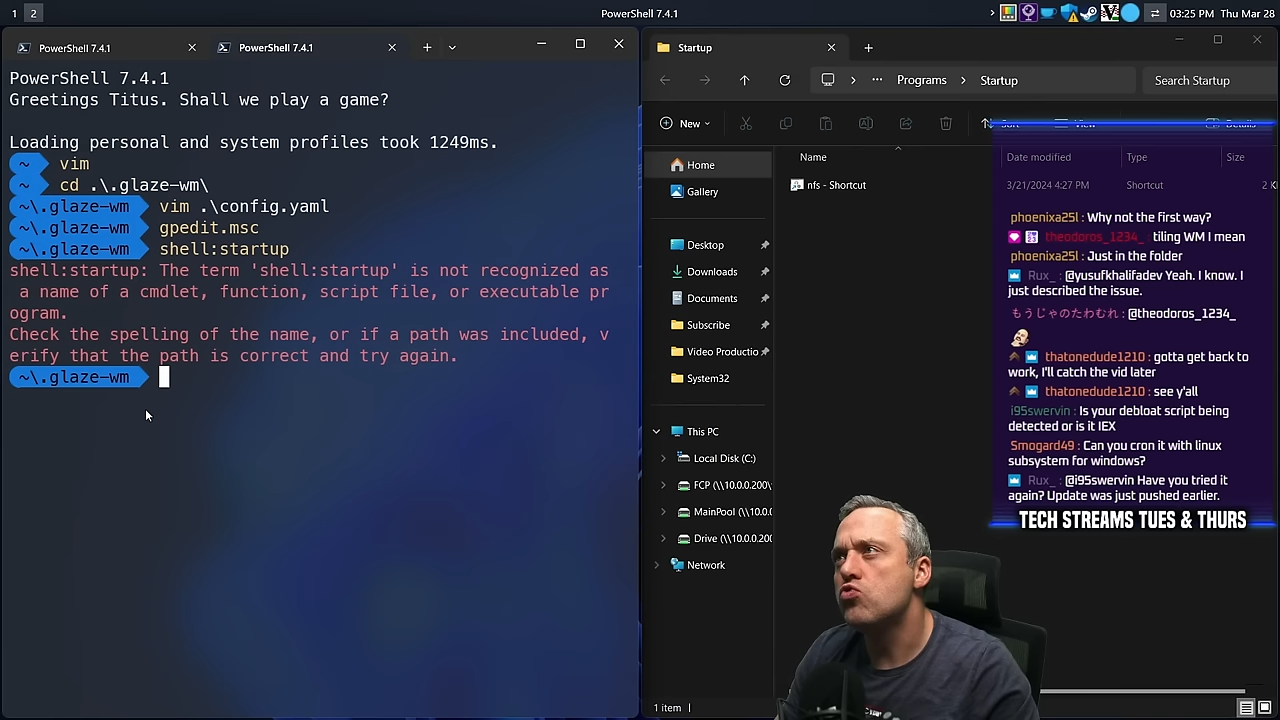 1 2
PowerShell 7.4.1
03:25 PM Thu Mar 28
PowerShell 7.4.1
PowerShell 7.4.1
PowerShell 7.4.1
Greetings Titus. Shall we play a game?
Loading personal and system profiles took 1249ms.
~ vim
~ cd .\.glaze-wm\
~\.glaze-wm vim .\config.yaml
~\.glaze-wm gpedit.msc
~\.glaze-wm shell:startup
shell:startup: The term 'shell:startup' is not recognized as
a name of a cmdlet, function, script file, or executable pr
ogram.
Check the spelling of the name, or if a path was included, v
erify that the path is correct and try again.
~\.glaze-wm
Startup
Programs > Startup
Search Startup
New
Sort
View
Details
Home
Gallery
Desktop
Downloads
Documents
Subscribe
Video Productio
System32
This PC
Local Disk (C:)
FCP (\\10.0.0.200\
MainPool (\\10.0.0
Drive (\\10.0.0.200
Network
Name
Date modified
Type
Size
nfs - Shortcut
3/21/2024 4:27 PM
Shortcut
2 K
phoenixa25l : Why not the first way?
theodoros_1234_ : tiling WM I mean
phoenixa25l : Just in the folder
Rux_ : @yusufkhalifadev Yeah. I know. I
just described the issue.
もうじゃのたわむれ : @theodoros_1234_
thatonedude1210 : gotta get back to
work, I'll catch the vid later
thatonedude1210 : see y'all
i95swervin : Is your debloat script being
detected or is it IEX
Smogard49 : Can you cron it with linux
subsystem for windows?
Rux_ : @i95swervin Have you tried it
again? Update was just pushed earlier.
TECH STREAMS TUES & THURS
1 item